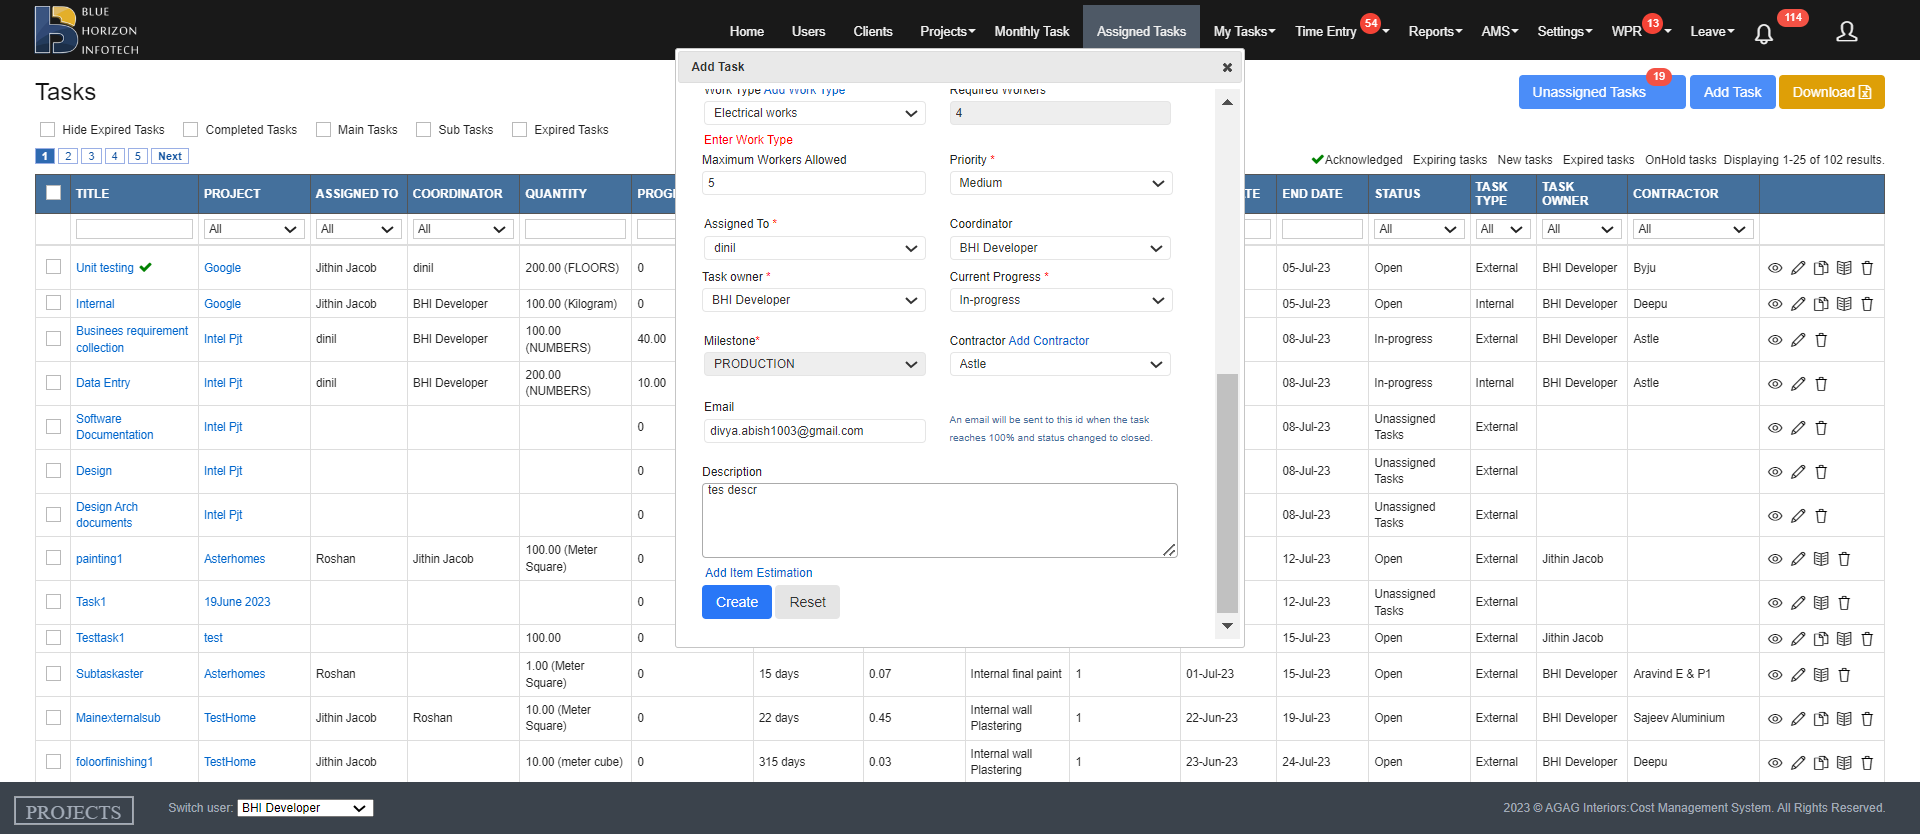 BLUE
HORIZON
INFOTECH
Home Users Clients Projects Monthly Task Assigned Tasks My Tasks Time Entry 54 Reports AMS Settings WPR 13 Leave 114
Tasks
Unassigned Tasks 19 Add Task Download
Hide Expired Tasks Completed Tasks Main Tasks Sub Tasks Expired Tasks
1 2 3 4 5 Next
Acknowledged Expiring tasks New tasks Expired tasks OnHold tasks Displaying 1-25 of 102 results.
TITLE PROJECT ASSIGNED TO COORDINATOR QUANTITY END DATE STATUS TASK TYPE TASK OWNER CONTRACTOR
All All All All All All All
Unit testing Google Jithin Jacob dinil 200.00 (FLOORS) 0 05-Jul-23 Open External BHI Developer Byju
Internal Google Jithin Jacob BHI Developer 100.00 (Kilogram) 0 05-Jul-23 Open Internal BHI Developer Deepu
Businees requirement collection Intel Pjt dinil 100.00 (NUMBERS) 40.00 08-Jul-23 In-progress External BHI Developer Astle
Data Entry Intel Pjt dinil BHI Developer 200.00 (NUMBERS) 10.00 08-Jul-23 In-progress Internal BHI Developer Astle
Software Documentation Intel Pjt 0 08-Jul-23 Unassigned Tasks External
Design Intel Pjt 0 08-Jul-23 Unassigned Tasks External
Design Arch documents Intel Pjt 0 08-Jul-23 Unassigned Tasks External
painting1 Asterhomes Roshan Jithin Jacob 100.00 (Meter Square) 0 12-Jul-23 Open External Jithin Jacob
Task1 19June 2023 0 12-Jul-23 Unassigned Tasks External
Testtask1 test 100.00 0 15-Jul-23 Open External Jithin Jacob
Subtaskaster Asterhomes Roshan 1.00 (Meter Square) 0 15 days 0.07 Internal final paint 1 01-Jul-23 15-Jul-23 Open External BHI Developer Aravind E & P1
Mainexternalsub TestHome Jithin Jacob Roshan 10.00 (Meter Square) 0 22 days 0.45 Internal wall Plastering 1 22-Jun-23 19-Jul-23 Open External BHI Developer Sajeev Aluminium
foloorfinishing1 TestHome Jithin Jacob 10.00 (meter cube) 0 315 days 0.03 Internal wall Plastering 1 23-Jun-23 24-Jul-23 Open External BHI Developer Deepu
Add Task
Work Type Add Work Type Required Workers
Electrical works 4
Enter Work Type
Maximum Workers Allowed Priority *
5 Medium
Assigned To * Coordinator
dinil BHI Developer
Task owner * Current Progress *
BHI Developer In-progress
Milestone* Contractor Add Contractor
PRODUCTION Astle
Email
divya.abish1003@gmail.com
An email will be sent to this id when the task
reaches 100% and status changed to closed.
Description
tes descr
Add Item Estimation
Create Reset
PROJECTS Switch user: BHI Developer 2023 © AGAG Interiors:Cost Management System. All Rights Reserved.